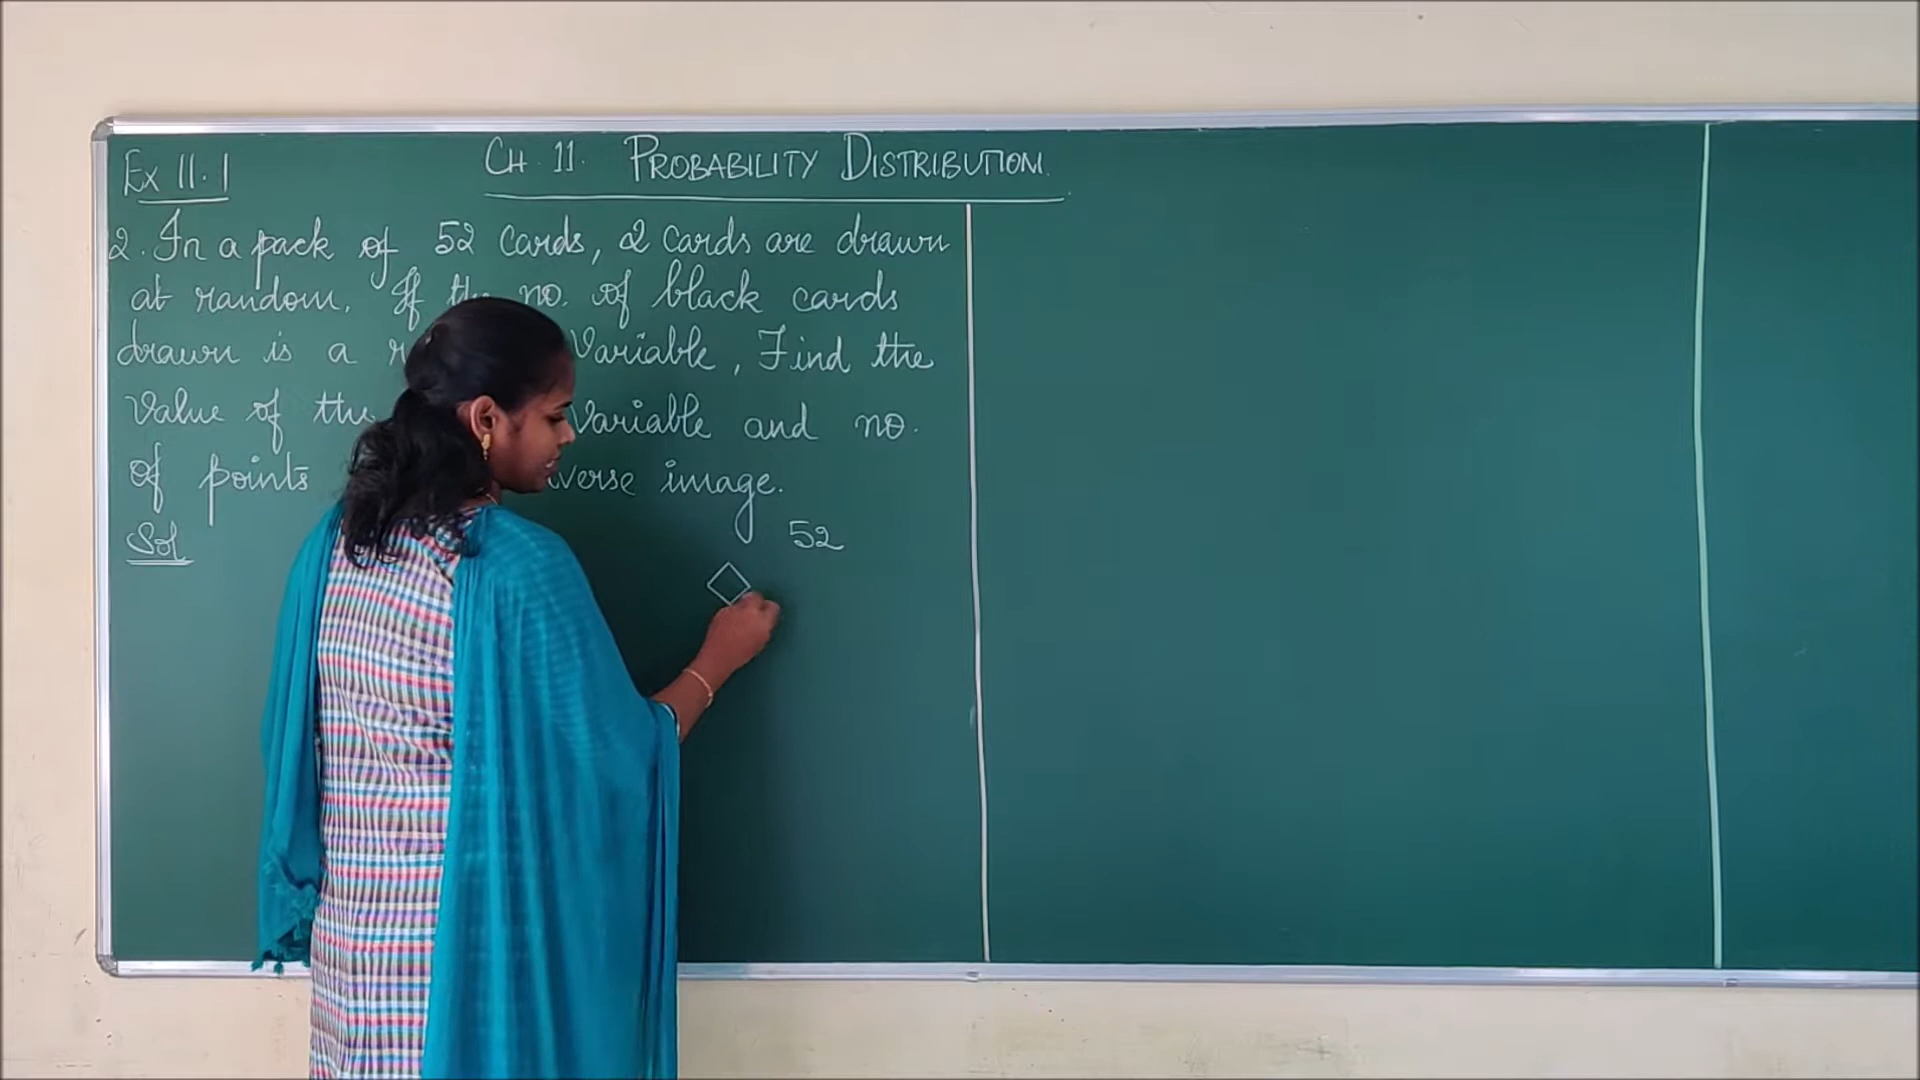 Ex 11.1
CH. 11. PROBABILITY DISTRIBUTION.
2. In a pack of 52 cards, 2 cards are drawn
at random. If the no. of black cards
drawn is a Variable, Find the
Value of the Variable and no.
of points verse image.
Sol
52